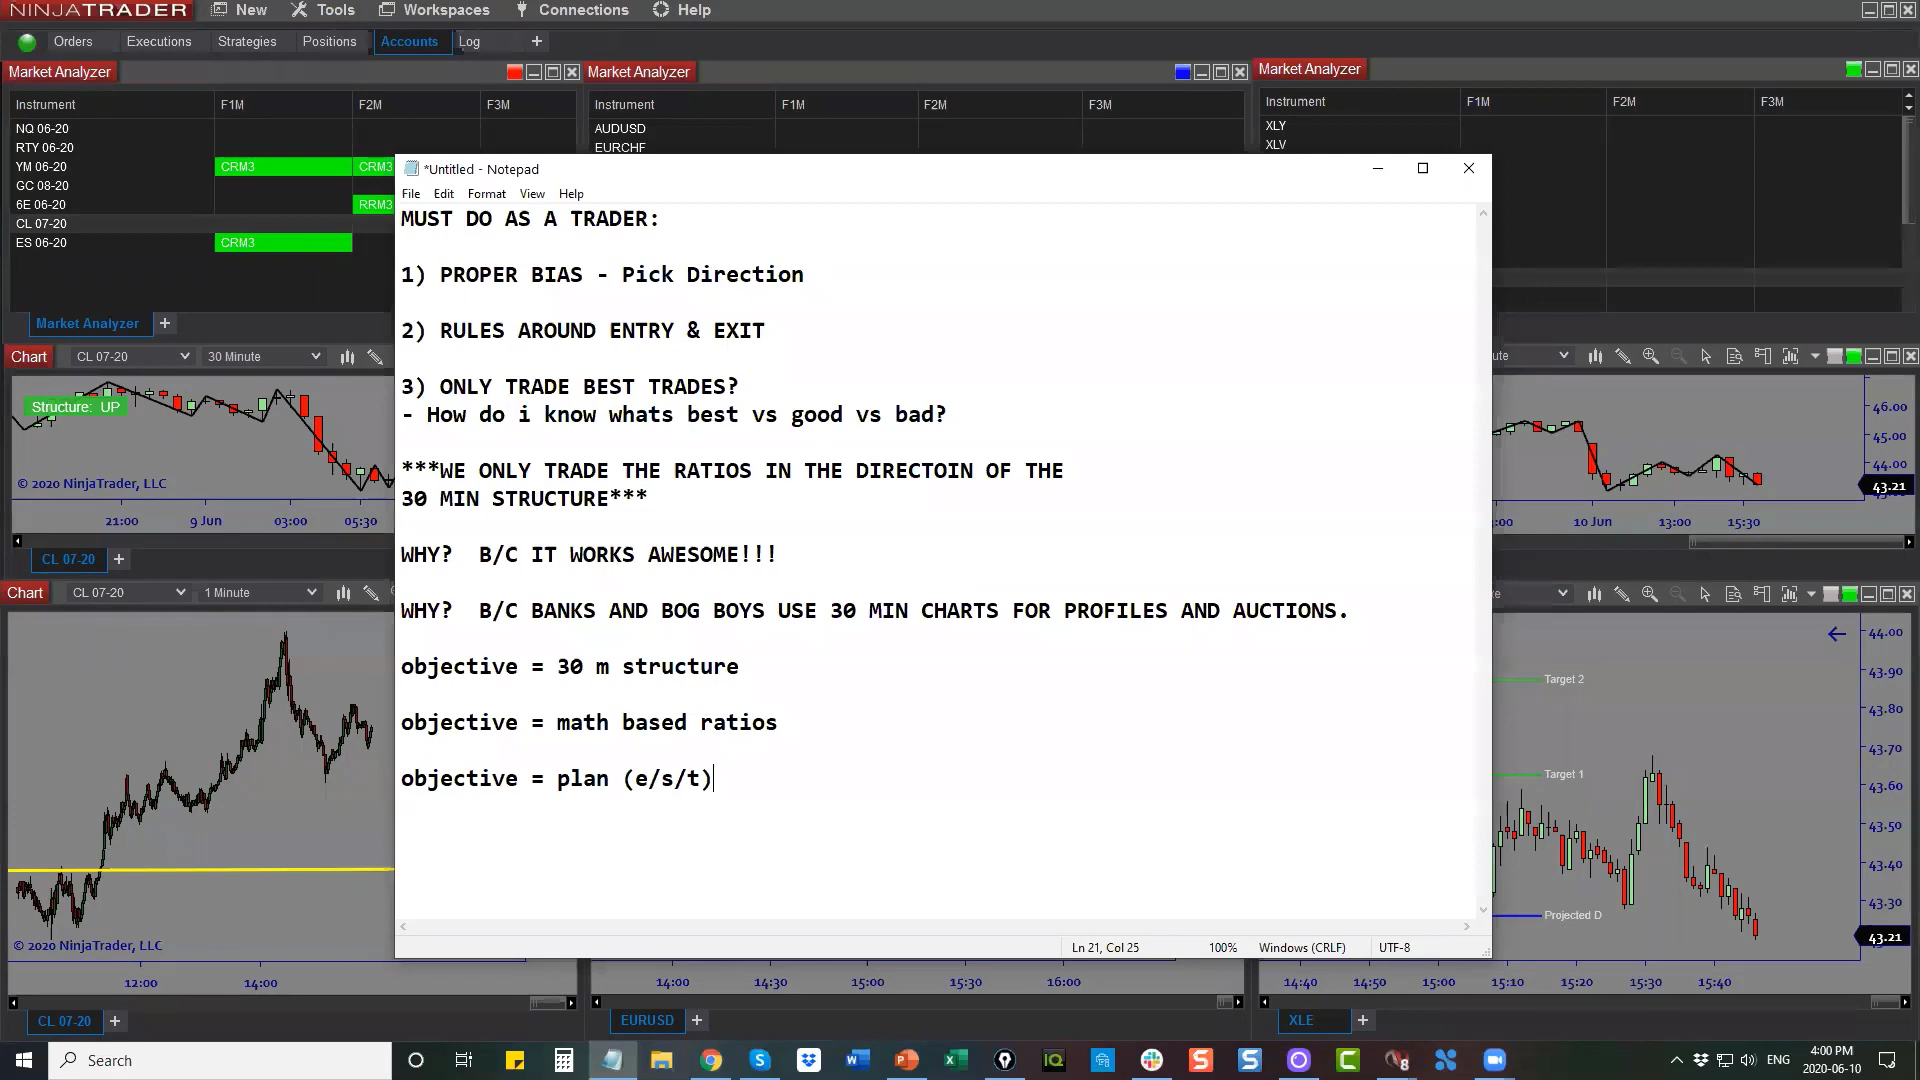 NINJATRADER New Tools Workspaces Connections Help
Orders Executions Strategies Positions Accounts Log +
Market Analyzer
Instrument F1M F2M F3M
NQ 06-20
RTY 06-20
YM 06-20 CRM3 CRM3
GC 08-20
6E 06-20 RRM3
CL 07-20
ES 06-20 CRM3
Market Analyzer +
Market Analyzer
Instrument F1M F2M F3M
AUDUSD
EURCHF
Market Analyzer
Instrument F1M F2M F3M
XLY
XLV
*Untitled - Notepad
File Edit Format View Help
MUST DO AS A TRADER:
1) PROPER BIAS - Pick Direction
2) RULES AROUND ENTRY & EXIT
3) ONLY TRADE BEST TRADES?
- How do i know whats best vs good vs bad?
***WE ONLY TRADE THE RATIOS IN THE DIRECTOIN OF THE
30 MIN STRUCTURE***
WHY? B/C IT WORKS AWESOME!!!
WHY? B/C BANKS AND BOG BOYS USE 30 MIN CHARTS FOR PROFILES AND AUCTIONS.
objective = 30 m structure
objective = math based ratios
objective = plan (e/s/t)
Ln 21, Col 25 100% Windows (CRLF) UTF-8
Chart CL 07-20 30 Minute
Structure: UP
© 2020 NinjaTrader, LLC
21:00 9 Jun 03:00 05:30
CL 07-20 +
46.00
45.00
44.00
43.21
10 Jun 13:00 15:30
Chart CL 07-20 1 Minute
© 2020 NinjaTrader, LLC
12:00 14:00
CL 07-20 +
14:00 14:30 15:00 15:30 16:00
EURUSD +
Target 2
Target 1
Projected D
44.00
43.90
43.80
43.70
43.60
43.50
43.40
43.30
43.21
14:40 14:50 15:00 15:10 15:20 15:30 15:40
XLE +
Search
ENG
4:00 PM
2020-06-10